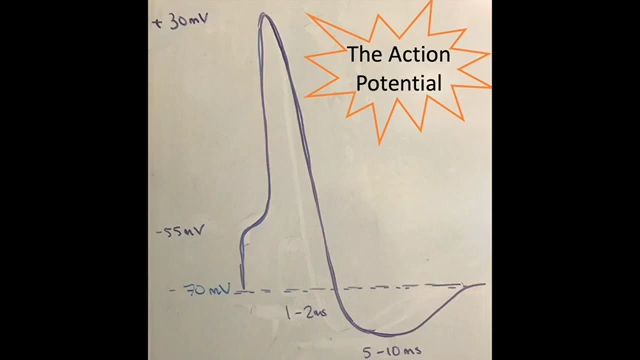 + 30mV
The Action
Potential
-55mV
- 70mV
1-2ms
5-10ms